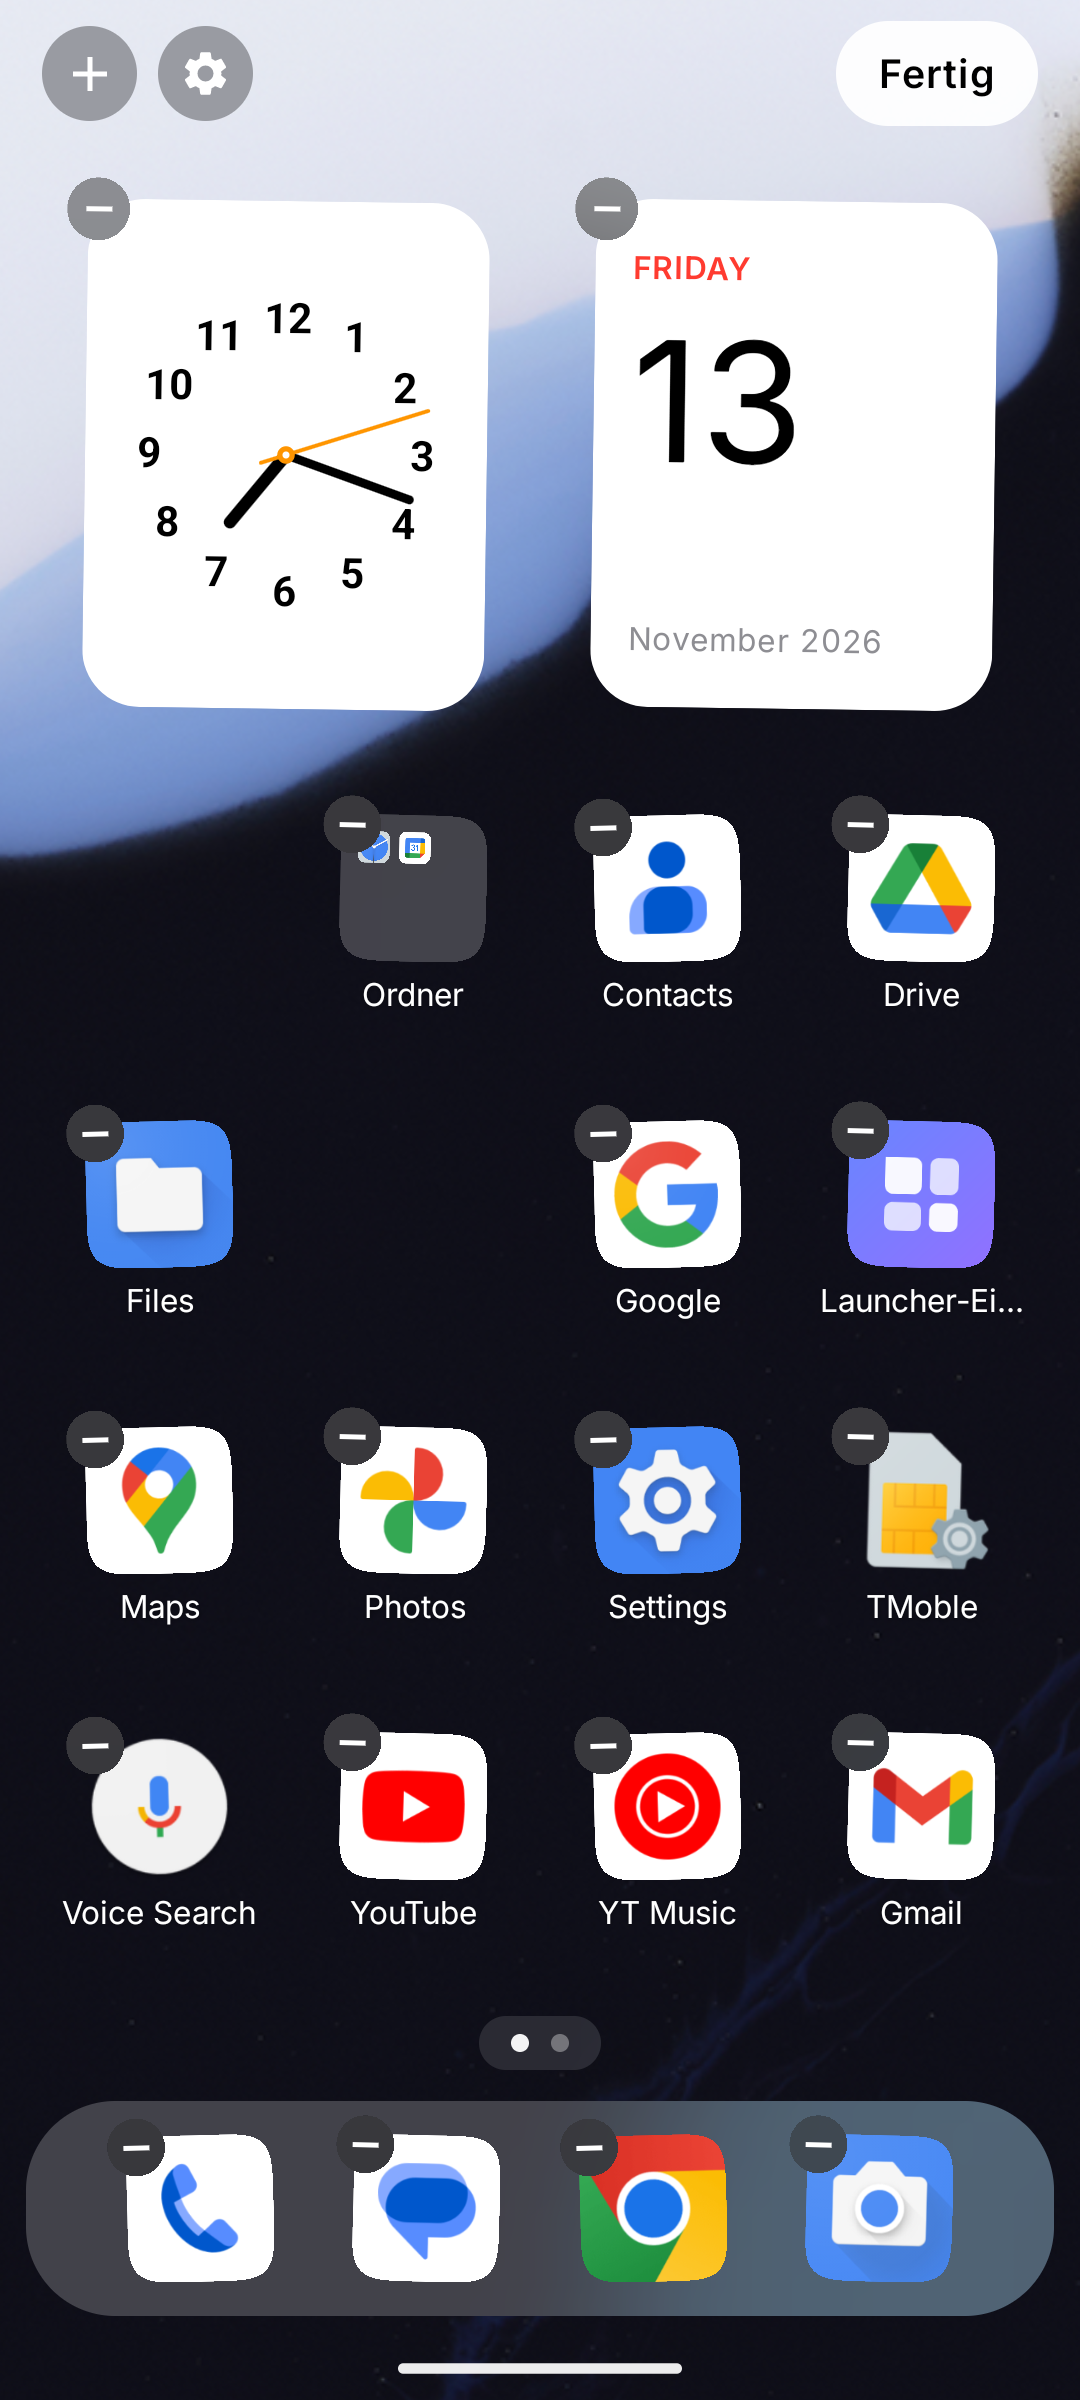 Fertig
12
1
2
3
4
5
6
7
8
9
10
11
FRIDAY
13
November 2026
31
Ordner
Contacts
Drive
Files
Google
Launcher-Ei...
Maps
Photos
Settings
TMoble
Voice Search
YouTube
YT Music
Gmail